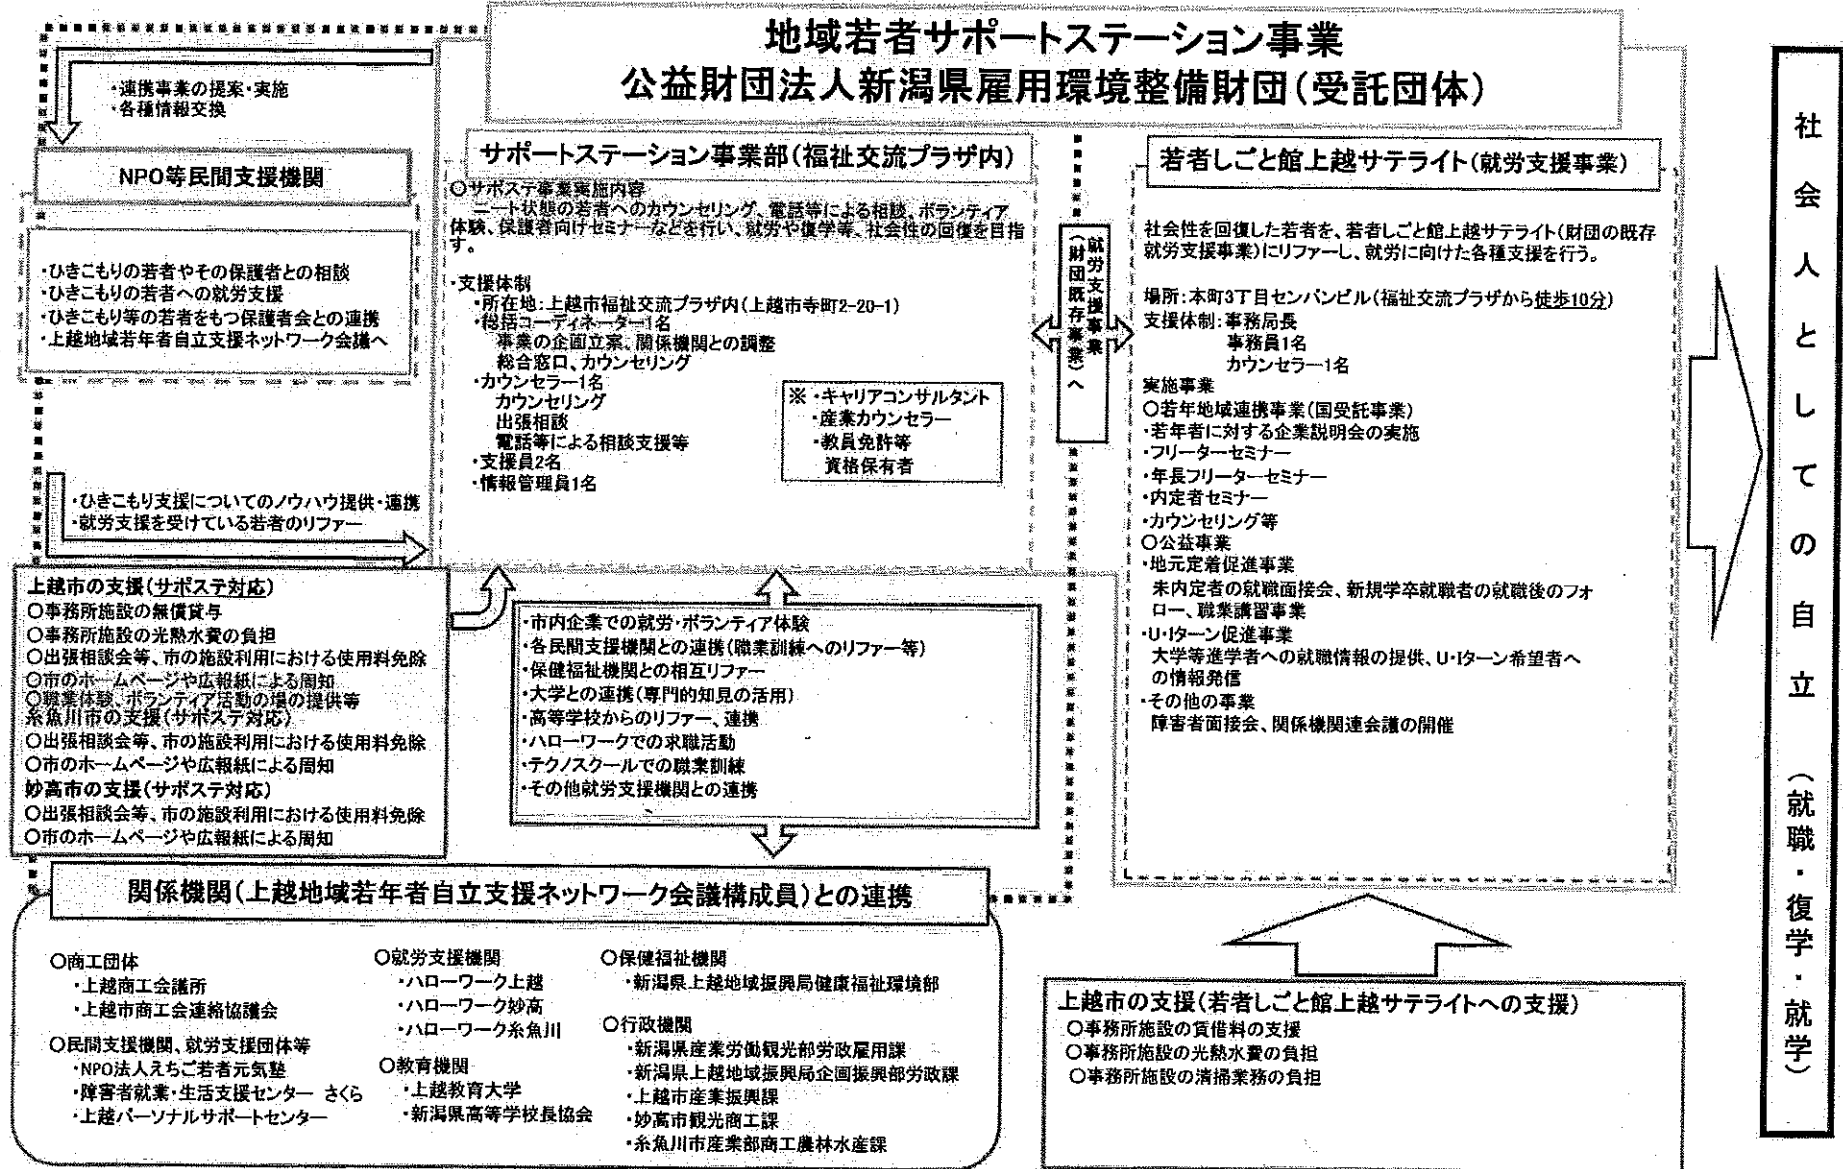 地域若者サポートステーション事業
公益財団法人新潟県雇用環境整備財団(受託団体)
・連携事業の提案・実施
・各種情報交換
NPO等民間支援機関
・ひきこもりの若者やその保護者との相談
・ひきこもりの若者への就労支援
・ひきこもり等の若者をもつ保護者会との連携
・上越地域若年者自立支援ネットワーク会議へ
・ひきこもり支援についてのノウハウ提供・連携
・就労支援を受けている若者のリファー
サポートステーション事業部(福祉交流プラザ内)
○サポステ事業実施内容
ニート状態の若者へのカウンセリング、電話等による相談、ボランティア
体験、保護者向けセミナーなどを行い、就労や復学等、社会性の回復を目指
す。
・支援体制
・所在地:上越市福祉交流プラザ内(上越市寺町2-20-1)
・総括コーディネーター1名
事業の企画立案、関係機関との調整
総合窓口、カウンセリング
・カウンセラー1名
カウンセリング
出張相談
電話等による相談支援等
・支援員2名
・情報管理員1名
※・キャリアコンサルタント
・産業カウンセラー
・教員免許等
資格保有者
就労支援事業
(財団既存事業)へ
若者しごと館上越サテライト(就労支援事業)
社会性を回復した若者を、若者しごと館上越サテライト(財団の既存
就労支援事業)にリファーし、就労に向けた各種支援を行う。
場所:本町3丁目センバンビル(福祉交流プラザから徒歩10分)
支援体制:事務局長
事務員1名
カウンセラー1名
実施事業
○若年地域連携事業(国受託事業)
・若年者に対する企業説明会の実施
・フリーターセミナー
・年長フリーターセミナー
・内定者セミナー
・カウンセリング等
○公益事業
・地元定着促進事業
未内定者の就職面接会、新規学卒就職者の就職後のフォ
ロー、職業講習事業
・U・Iターン促進事業
大学等進学者への就職情報の提供、U・Iターン希望者へ
の情報発信
・その他の事業
障害者面接会、関係機関連会議の開催
社会人としての自立(就職・復学・就学)
上越市の支援(サポステ対応)
○事務所施設の無償貸与
○事務所施設の光熱水費の負担
○出張相談会等、市の施設利用における使用料免除
○市のホームページや広報紙による周知
○職業体験、ボランティア活動の場の提供等
糸魚川市の支援(サポステ対応)
○出張相談会等、市の施設利用における使用料免除
○市のホームページや広報紙による周知
妙高市の支援(サポステ対応)
○出張相談会等、市の施設利用における使用料免除
○市のホームページや広報紙による周知
・市内企業での就労・ボランティア体験
・各民間支援機関との連携(職業訓練へのリファー等)
・保健福祉機関との相互リファー
・大学との連携(専門的知見の活用)
・高等学校からのリファー、連携
・ハローワークでの求職活動
・テクノスクールでの職業訓練
・その他就労支援機関との連携
関係機関(上越地域若年者自立支援ネットワーク会議構成員)との連携
○商工団体
・上越商工会議所
・上越市商工会連絡協議会
○民間支援機関、就労支援団体等
・NPO法人えちご若者元気塾
・障害者就業・生活支援センター さくら
・上越パーソナルサポートセンター
○就労支援機関
・ハローワーク上越
・ハローワーク妙高
・ハローワーク糸魚川
○教育機関
・上越教育大学
・新潟県高等学校長協会
○保健福祉機関
・新潟県上越地域振興局健康福祉環境部
○行政機関
・新潟県産業労働観光部労政雇用課
・新潟県上越地域振興局企画振興部労政課
・上越市産業振興課
・妙高市観光商工課
・糸魚川市産業部商工農林水産課
上越市の支援(若者しごと館上越サテライトへの支援)
○事務所施設の賃借料の支援
○事務所施設の光熱水費の負担
○事務所施設の清掃業務の負担